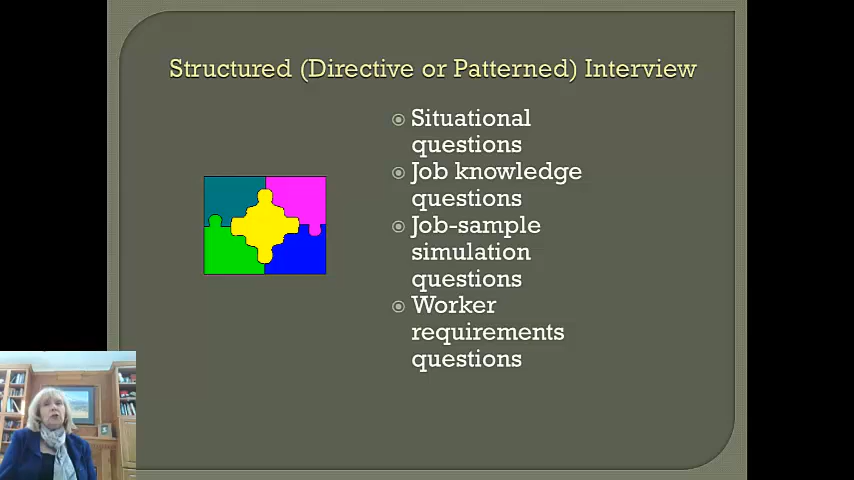 Structured (Directive or Patterned) Interview
Situational
questions
Job knowledge
questions
Job-sample
simulation
questions
Worker
requirements
questions